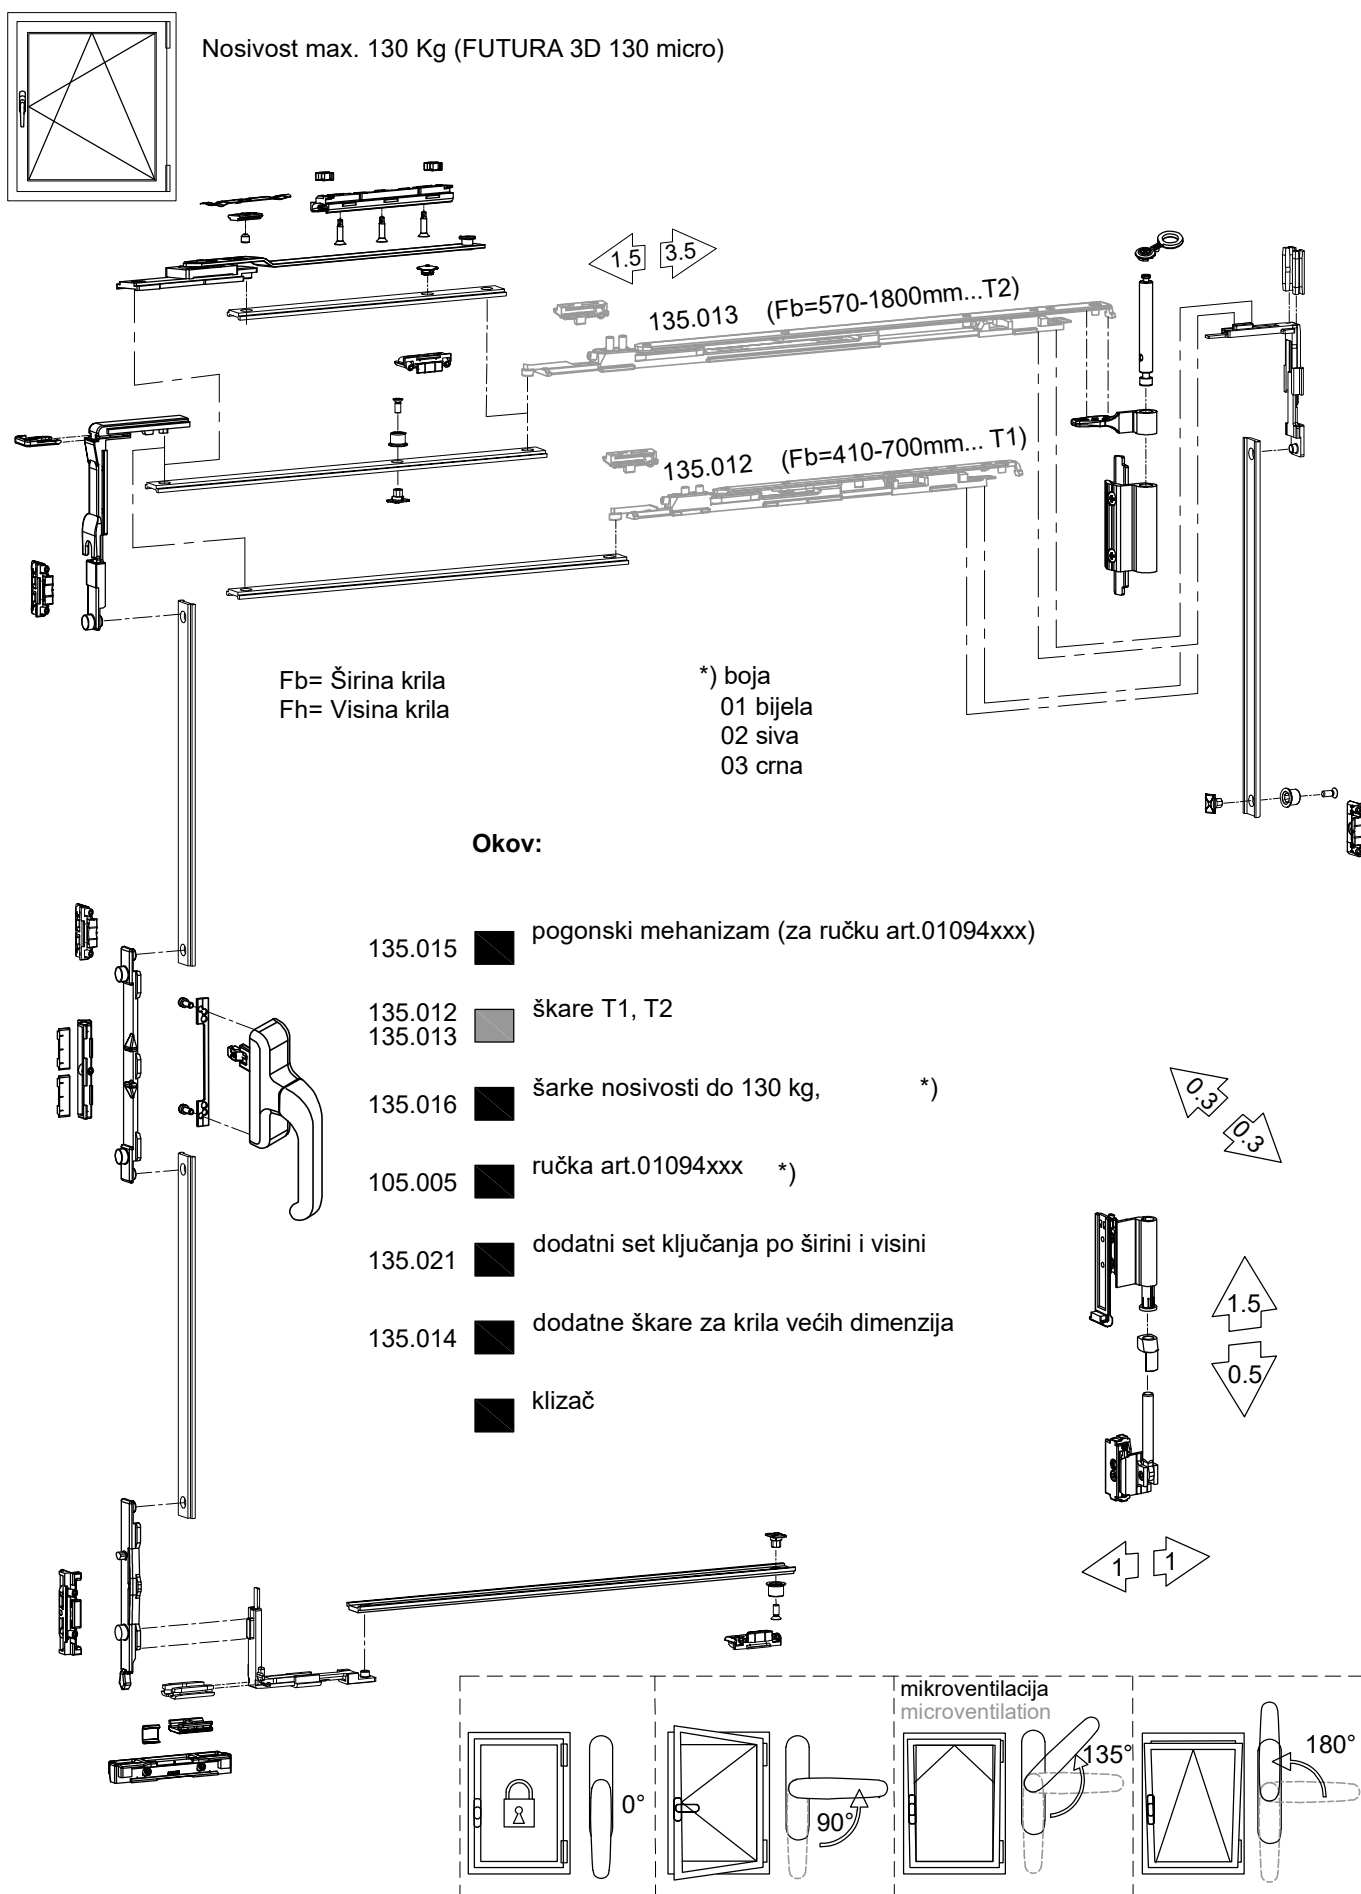 Nosivost max. 130 Kg (FUTURA 3D 130 micro)
1.5
3.5
135.013 (Fb=570-1800mm...T2)
135.012 (Fb=410-700mm... T1)
Fb= Širina krila
Fh= Visina krila
*) boja
01 bijela
02 siva
03 crna
Okov:
135.015 pogonski mehanizam (za ručku art.01094xxx)
135.012
135.013
škare T1, T2
135.016 šarke nosivosti do 130 kg, *)
105.005 ručka art.01094xxx *)
135.021 dodatni set ključanja po širini i visini
135.014 dodatne škare za krila većih dimenzija
klizač
0.3
0.3
1.5
0.5
1
1
mikroventilacija
microventilation
0°
90°
135°
180°